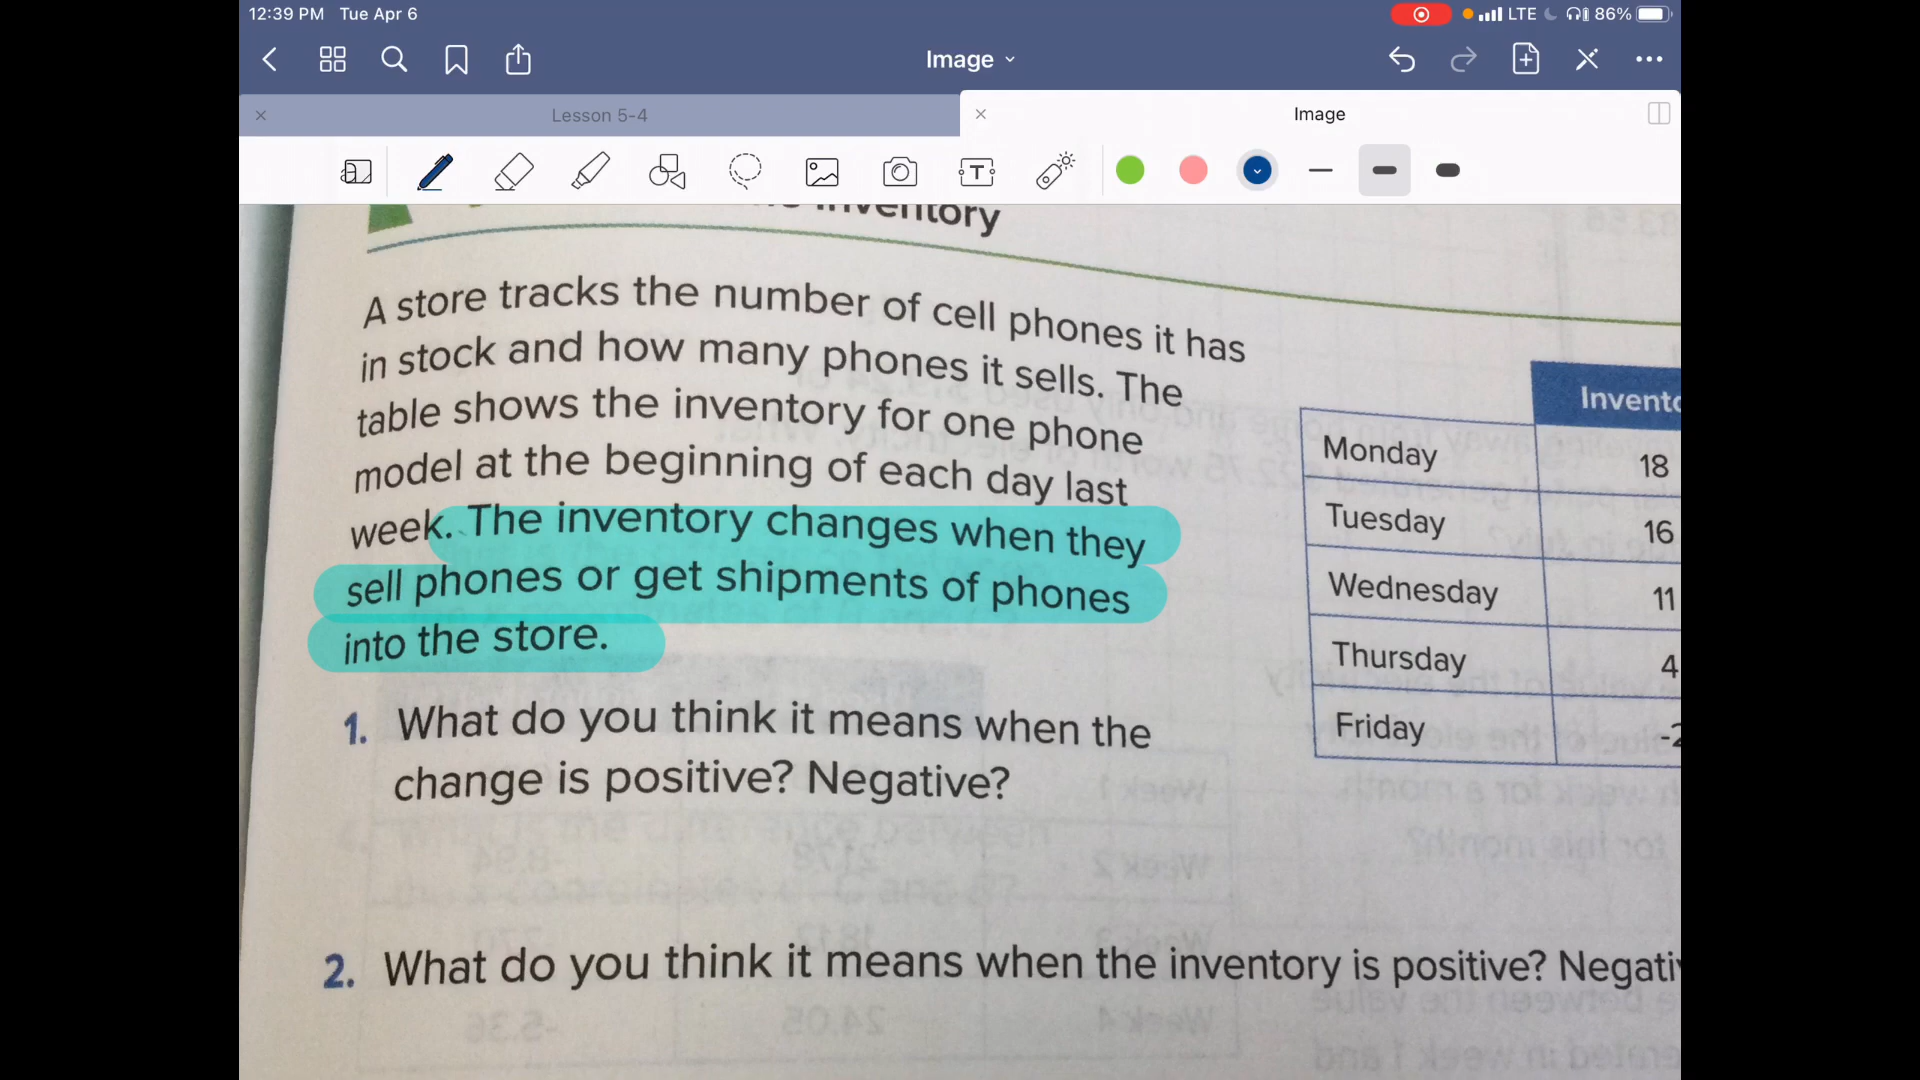 12:39 PM Tue Apr 6
LTE 86%
Image
Lesson 5-4
Image
Inventory
A store tracks the number of cell phones it has
in stock and how many phones it sells. The
table shows the inventory for one phone
model at the beginning of each day last
week. The inventory changes when they
sell phones or get shipments of phones
into the store.
Monday 18
Tuesday 16
Wednesday 11
Thursday 4
Friday -2
1. What do you think it means when the
change is positive? Negative?
2. What do you think it means when the inventory is positive?